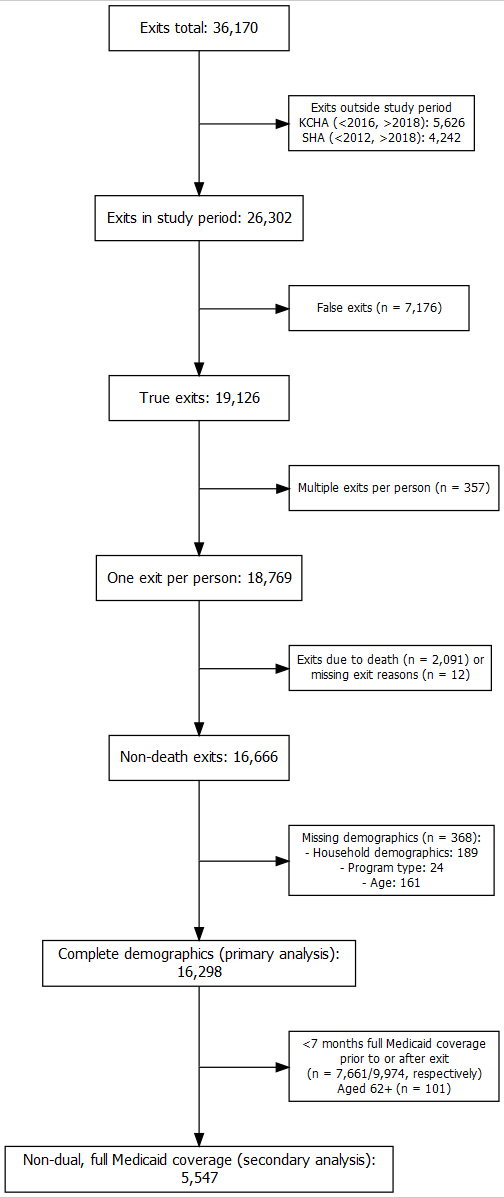 Exits total: 36,170
Exits outside study period
KCHA (<2016, >2018): 5,626
SHA (<2012, >2018): 4,242
Exits in study period: 26,302
False exits (n = 7,176)
True exits: 19,126
Multiple exits per person (n = 357)
One exit per person: 18,769
Exits due to death (n = 2,091) or
missing exit reasons (n = 12)
Non-death exits: 16,666
Missing demographics (n = 368):
- Household demographics: 189
- Program type: 24
- Age: 161
Complete demographics (primary analysis):
16,298
<7 months full Medicaid coverage
prior to or after exit
(n = 7,661/9,974, respectively)
Aged 62+ (n = 101)
Non-dual, full Medicaid coverage (secondary analysis):
5,547